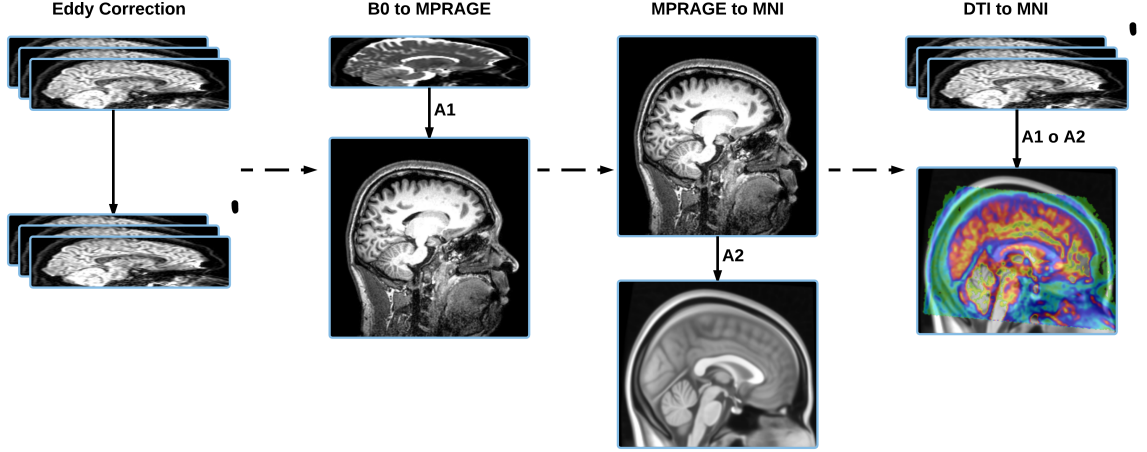 Eddy Correction
B0 to MPRAGE
MPRAGE to MNI
DTI to MNI
A1
A1 o A2
A2